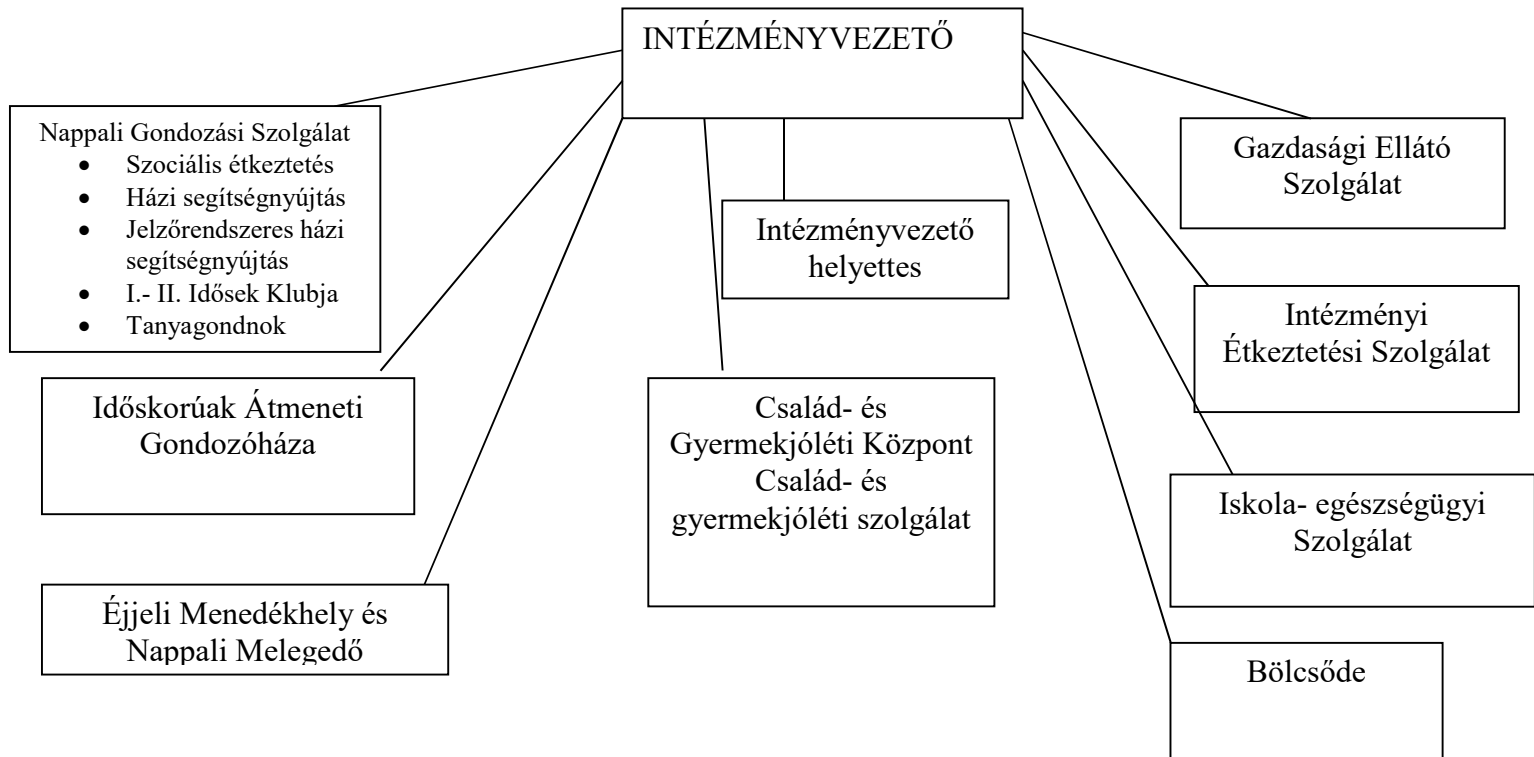 INTÉZMÉNYVEZETŐ
Nappali Gondozási Szolgálat
• Szociális étkeztetés
• Házi segítségnyújtás
• Jelzőrendszeres házi
segítségnyújtás
• I.- II. Idősek Klubja
• Tanyagondnok
Időskorúak Átmeneti
Gondozóháza
Éjjeli Menedékhely és
Nappali Melegedő
Intézményvezető
helyettes
Család- és
Gyermekjóléti Központ
Család- és
gyermekjóléti szolgálat
Gazdasági Ellátó
Szolgálat
Intézményi
Étkeztetési Szolgálat
Iskola- egészségügyi
Szolgálat
Bölcsőde